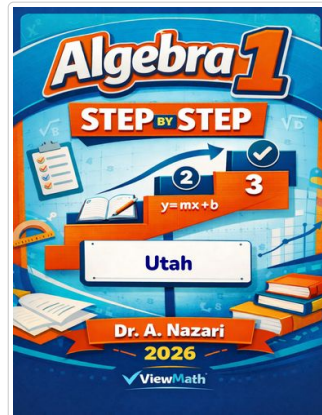 Algebra 1
STEP BY STEP
2
3
y=mx+b
Utah
Dr. A. Nazari
2026
ViewMath